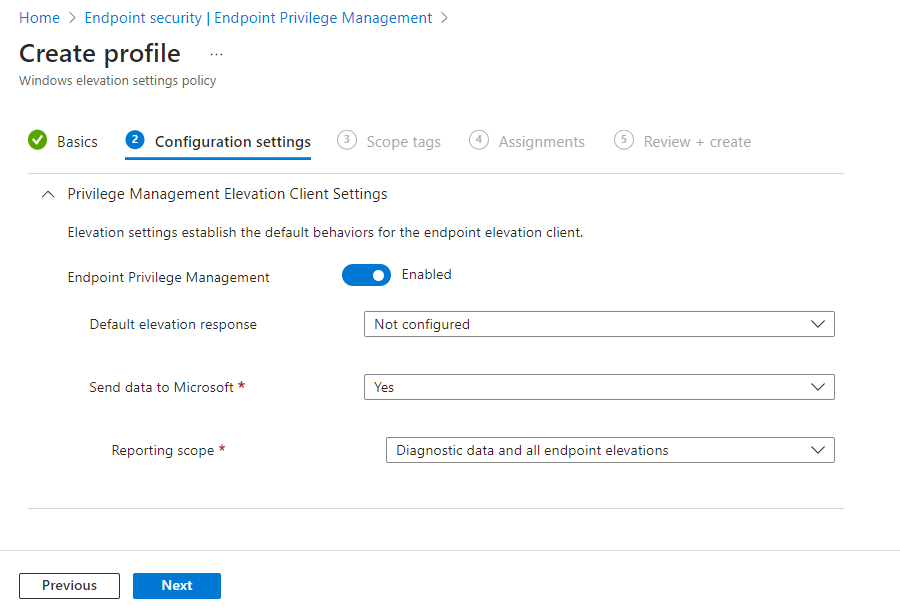 Home > Endpoint security | Endpoint Privilege Management >
Create profile ...
Windows elevation settings policy
Basics 2 Configuration settings 3 Scope tags 4 Assignments 5 Review + create
Privilege Management Elevation Client Settings
Elevation settings establish the default behaviors for the endpoint elevation client.
Endpoint Privilege Management Enabled
Default elevation response Not configured
Send data to Microsoft * Yes
Reporting scope * Diagnostic data and all endpoint elevations
Previous Next